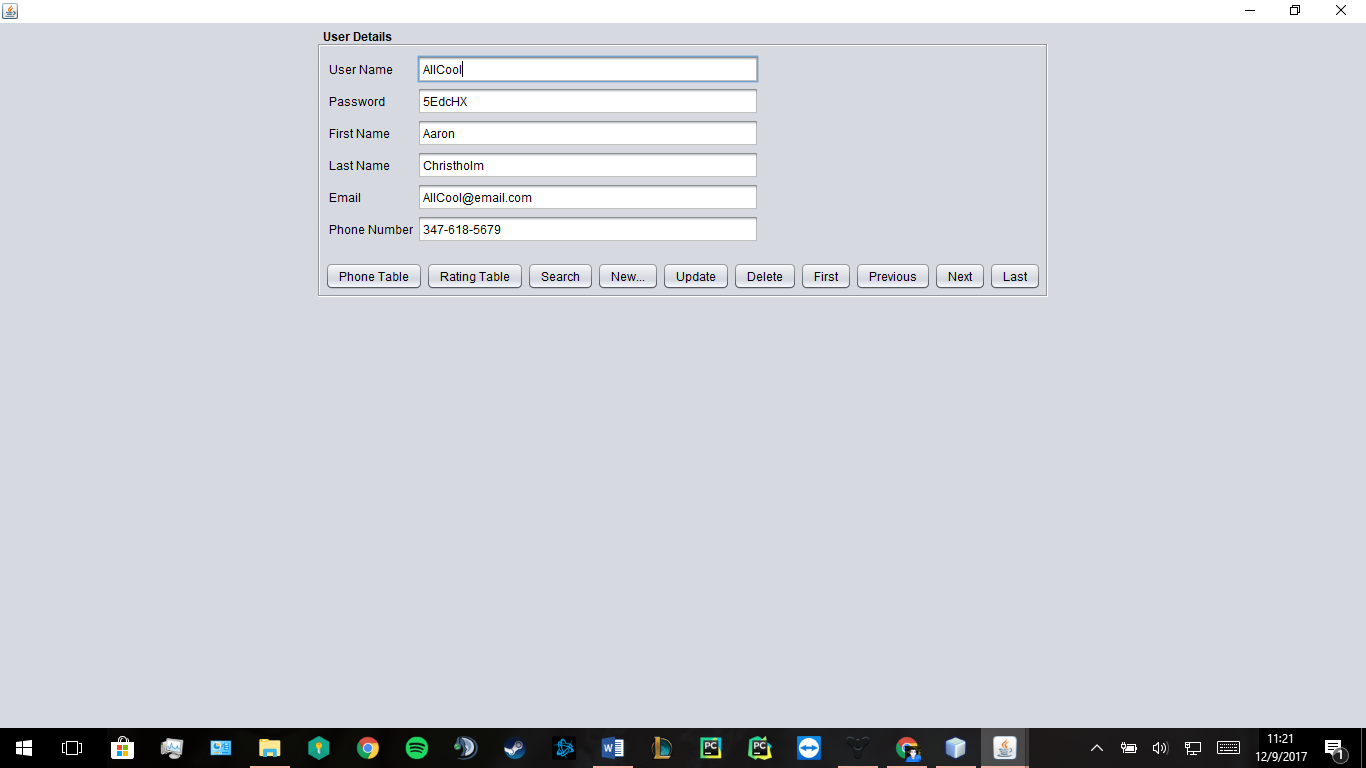 User Details
User Name AllCool
Password 5EdcHX
First Name Aaron
Last Name Christholm
Email AllCool@email.com
Phone Number 347-618-5679
Phone Table Rating Table Search New... Update Delete First Previous Next Last
W PC PC 11:21
12/9/2017 1